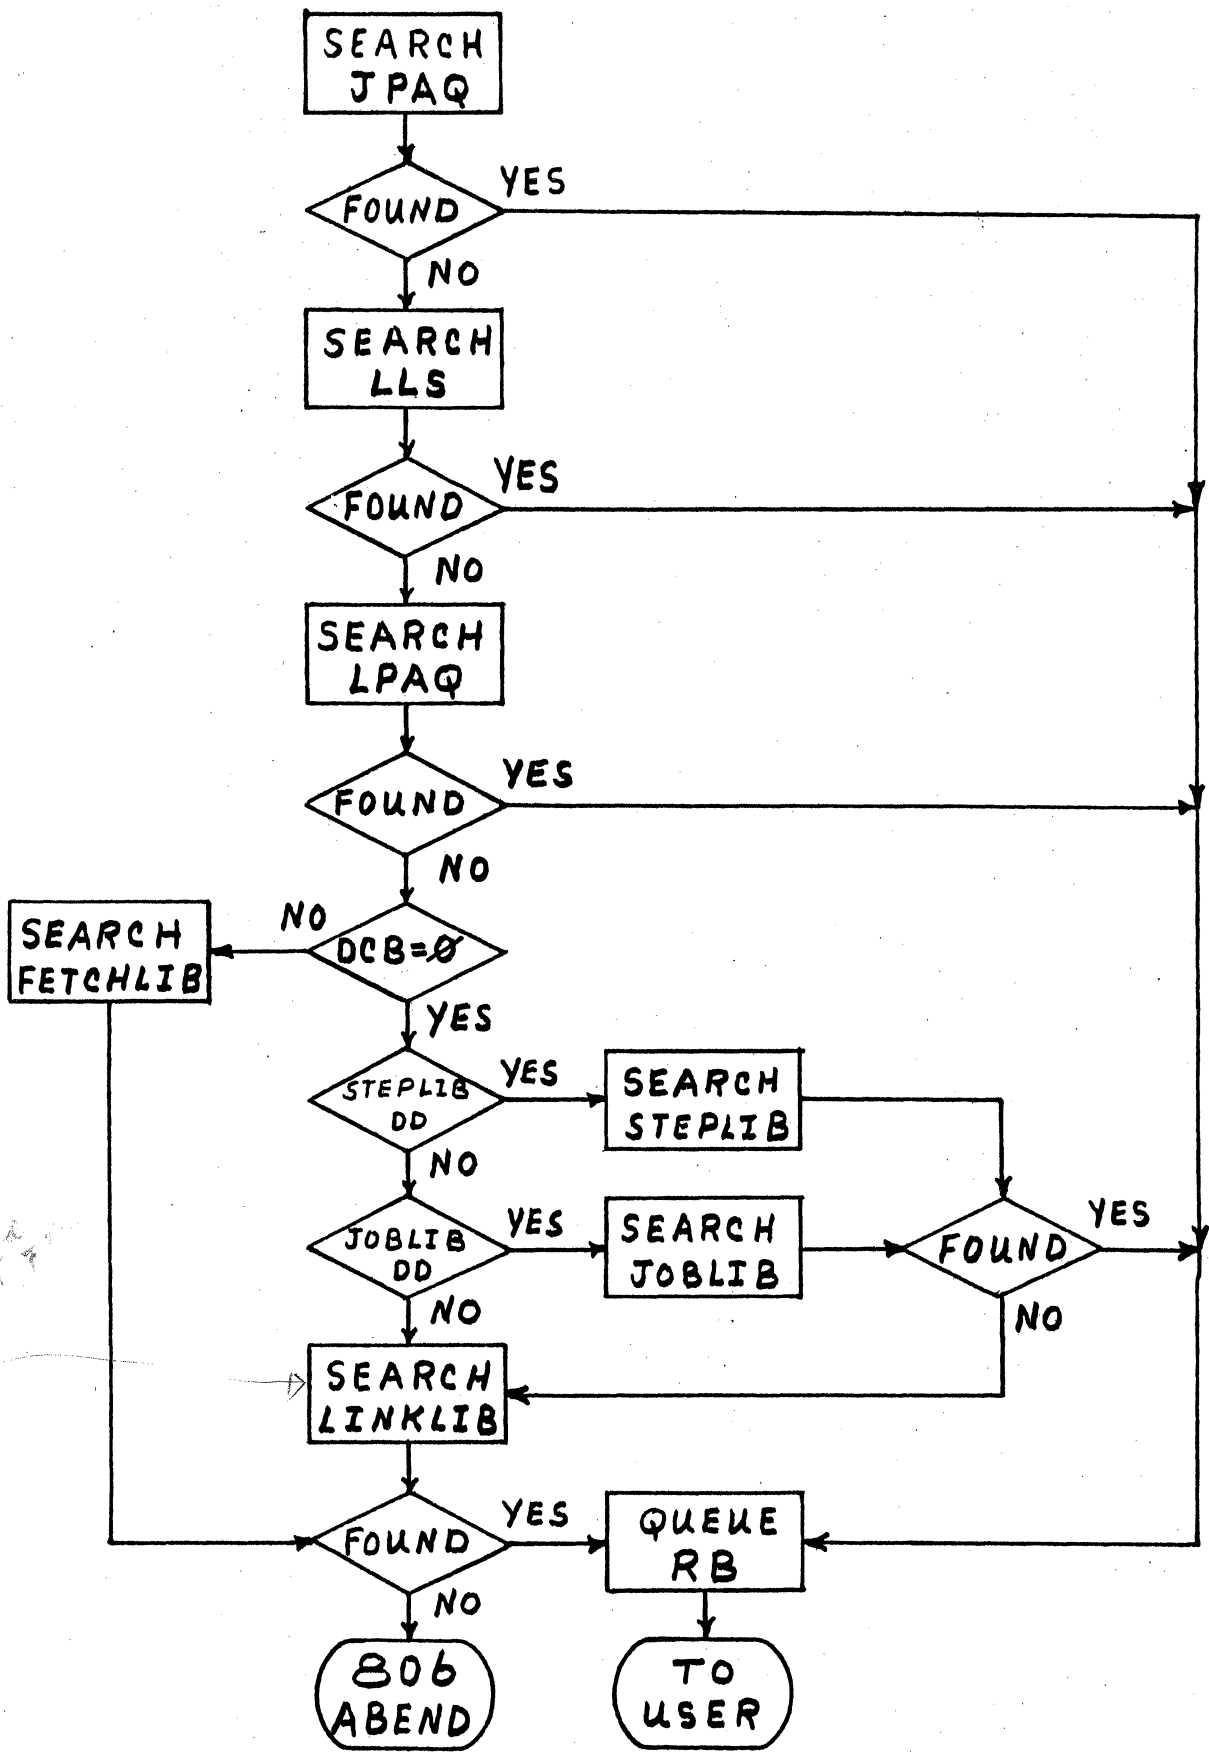 SEARCH
JPAQ
FOUND
YES
NO
SEARCH
LLS
FOUND
YES
NO
SEARCH
LPAQ
FOUND
YES
NO
DCB=Ø
NO
SEARCH
FETCHLIB
YES
STEPLIB
DD
YES
SEARCH
STEPLIB
NO
JOBLIB
DD
YES
SEARCH
JOBLIB
FOUND
YES
NO
NO
SEARCH
LINKLIB
FOUND
YES
QUEUE
RB
NO
806
ABEND
TO
USER